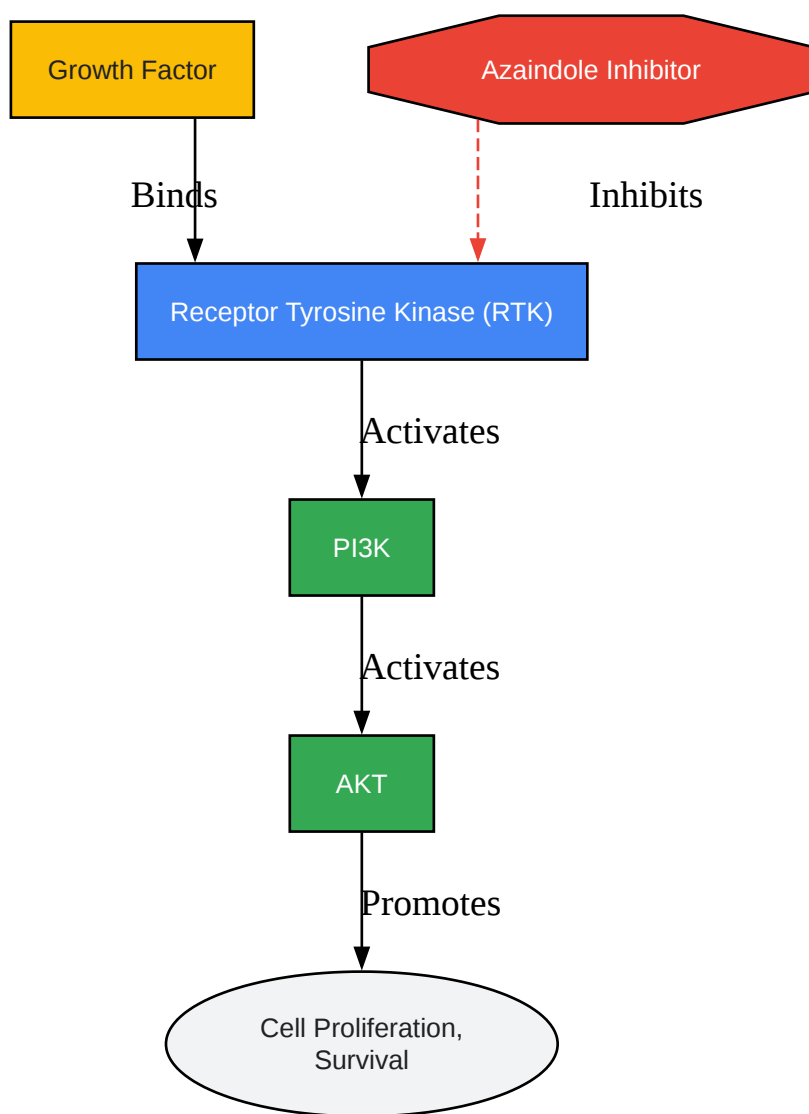 Growth Factor
Azaindole Inhibitor
Binds
Inhibits
Receptor Tyrosine Kinase (RTK)
Activates
PI3K
Activates
AKT
Promotes
Cell Proliferation,
Survival